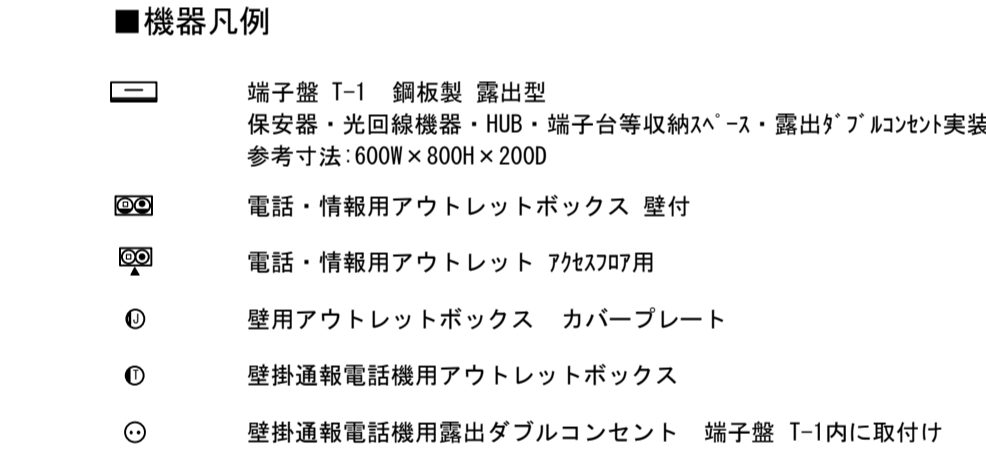 ■機器凡例
端子盤 T-1　鋼板製 露出型
保安器・光回線機器・HUB・端子台等収納ｽﾍﾟｰｽ・露出ﾀﾞﾌﾞﾙｺﾝｾﾝﾄ実装
参考寸法:600W×800H×200D
電話・情報用アウトレットボックス 壁付
電話・情報用アウトレット ｱｸｾｽﾌﾛｱ用
J 壁用アウトレットボックス　カバープレート
T 壁掛通報電話機用アウトレットボックス
壁掛通報電話機用露出ダブルコンセント　端子盤 T-1内に取付け